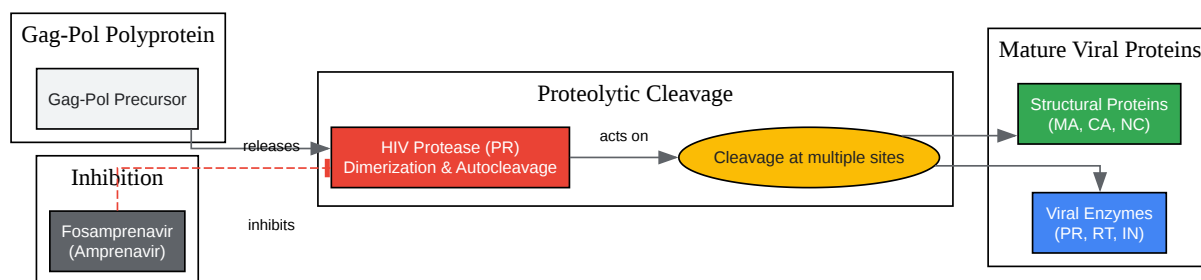 Gag-Pol Polyprotein
Gag-Pol Precursor
releases
Inhibition
Fosamprenavir
(Amprenavir)
inhibits
Proteolytic Cleavage
HIV Protease (PR)
Dimerization & Autocleavage
acts on
Cleavage at multiple sites
Mature Viral Proteins
Structural Proteins
(MA, CA, NC)
Viral Enzymes
(PR, RT, IN)